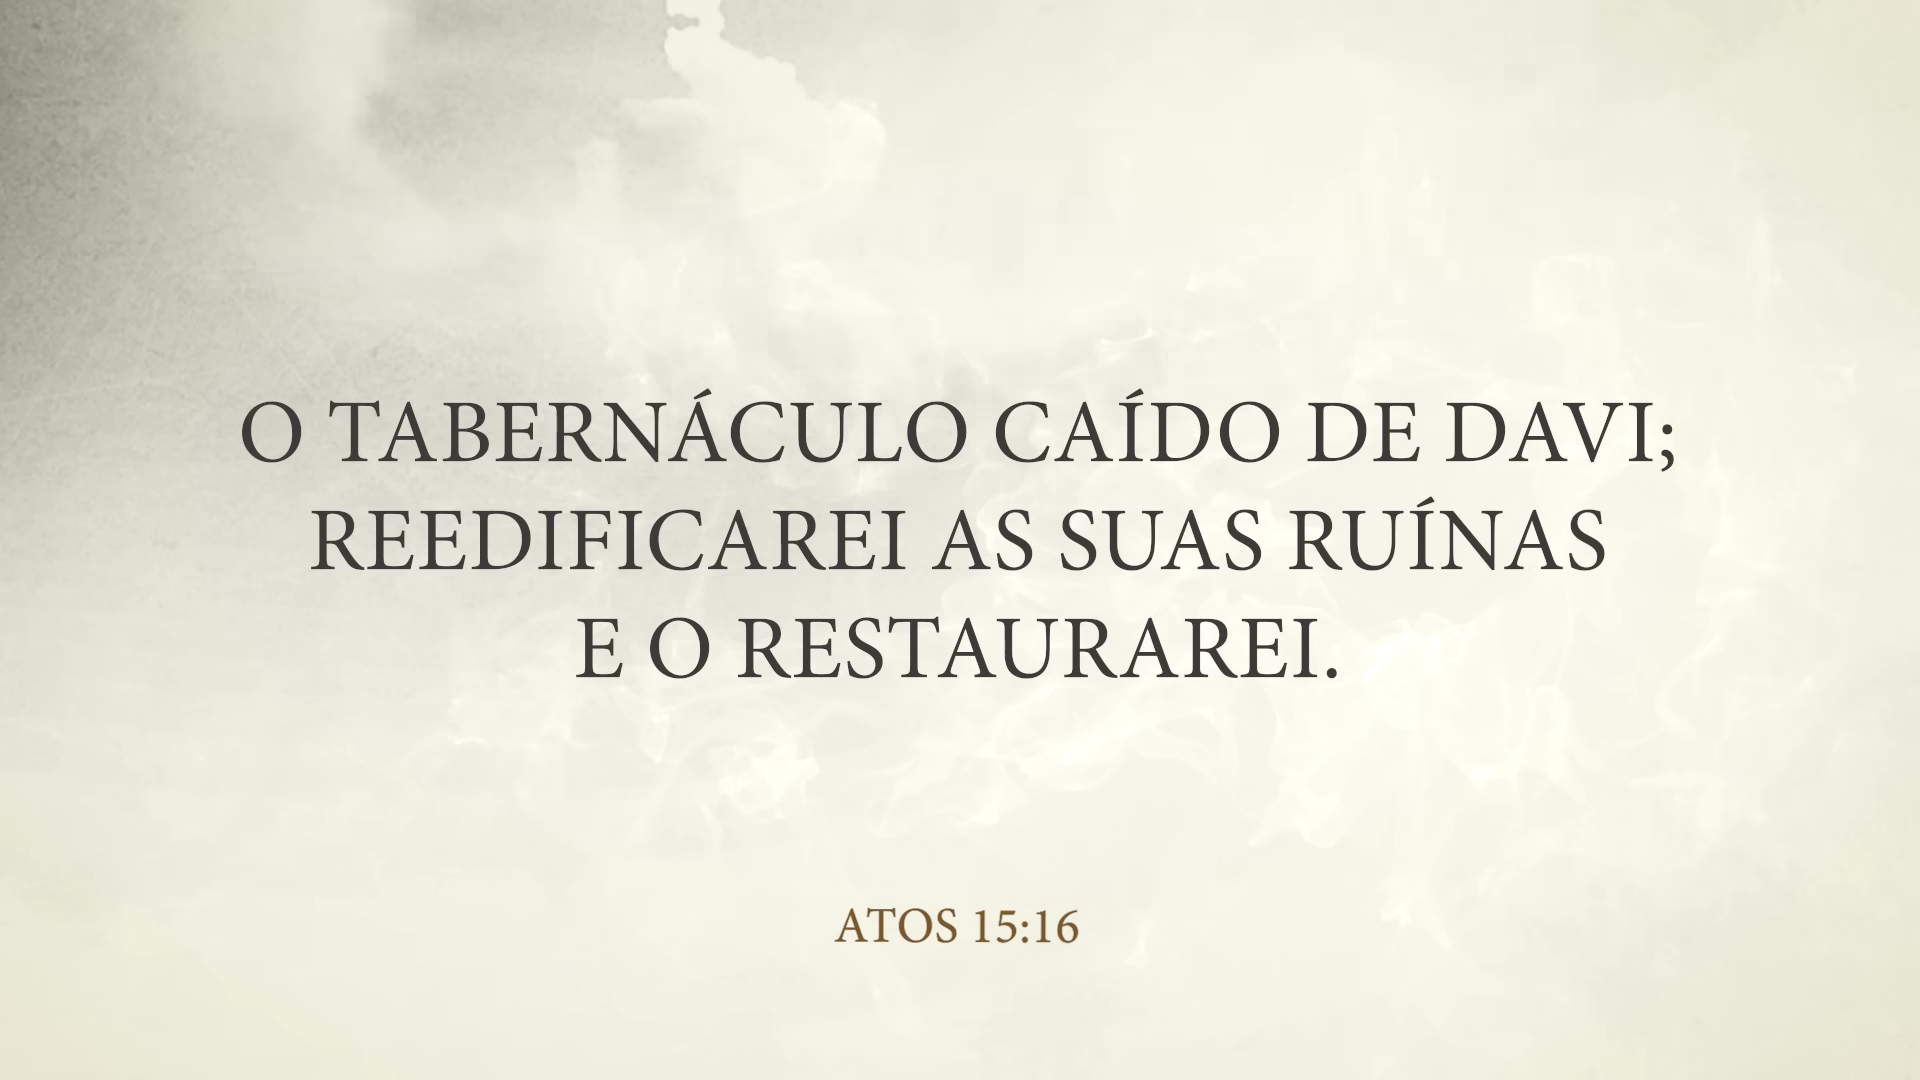 O TABERNÁCULO CAÍDO DE DAVI;
REEDIFICAREI AS SUAS RUÍNAS
E O RESTAURAREI.
ATOS 15:16